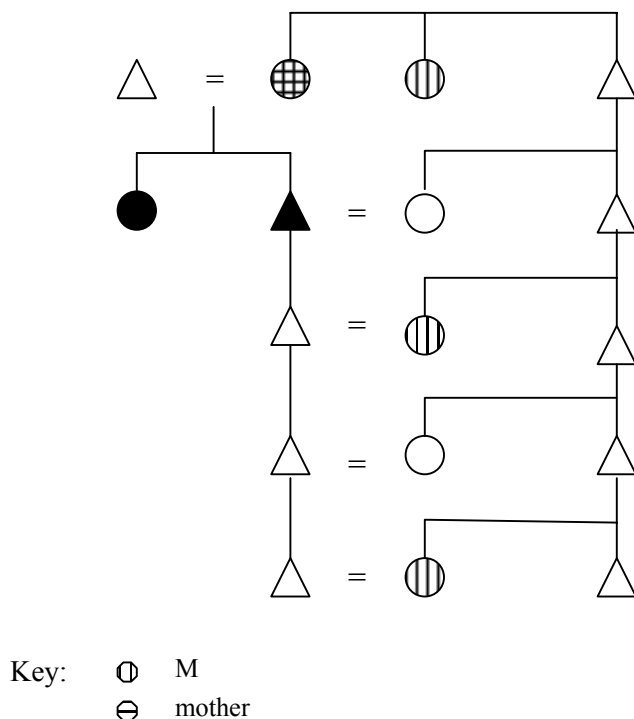 =
=
=
=
=
Key: M
mother